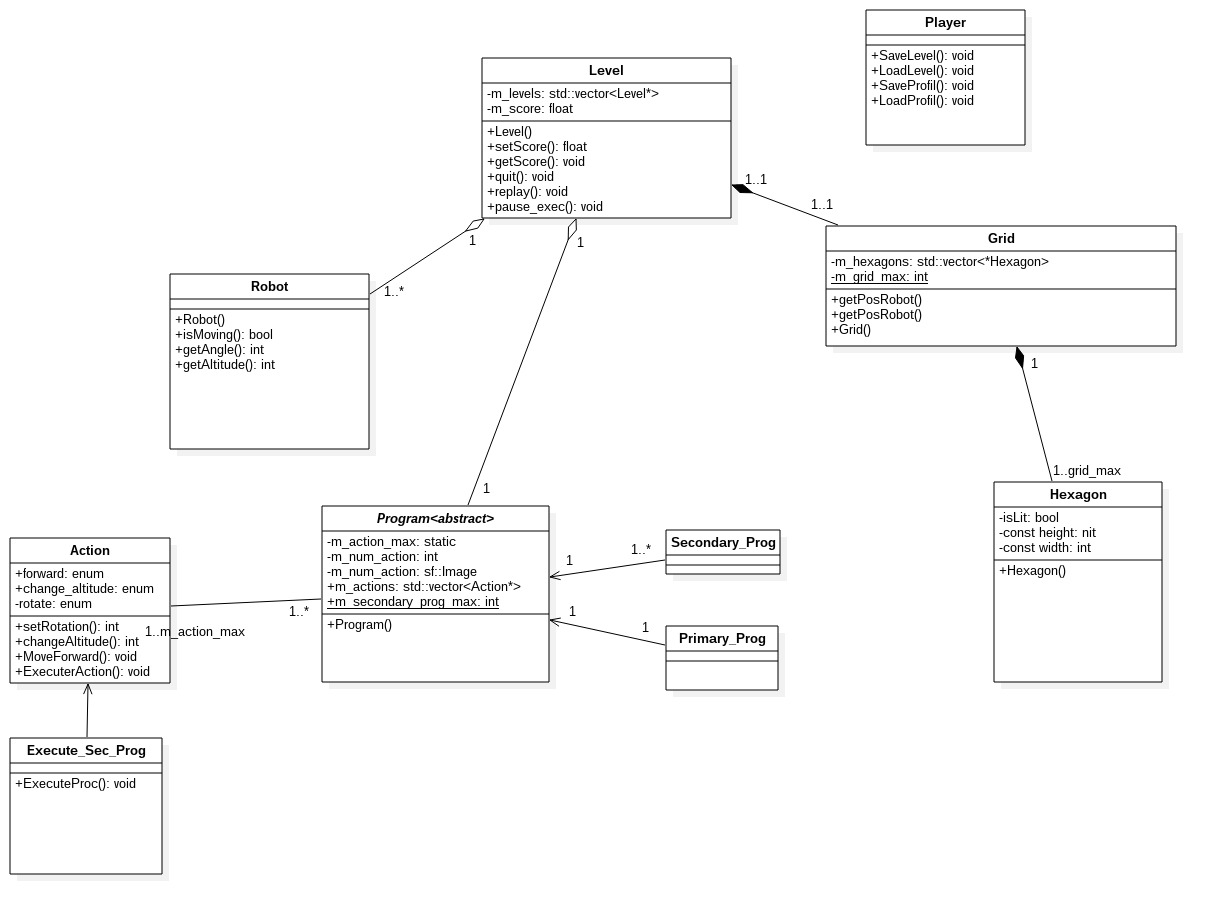 Player
+SaveLevel(): void
+LoadLevel(): void
+SaveProfil(): void
+LoadProfil(): void
Level
-m_levels: std::vector<Level*>
-m_score: float
+Level()
+setScore(): float
+getScore(): void
+quit(): void
+replay(): void
+pause_exec(): void
1..1
1..1
1
1
Grid
-m_hexagons: std::vector<*Hexagon>
-m_grid_max: int
+getPosRobot()
+getPosRobot()
+Grid()
Robot
+Robot()
+isMoving(): bool
+getAngle(): int
+getAltitude(): int
1..*
1
1..grid_max
Hexagon
-isLit: bool
-const height: nit
-const width: int
+Hexagon()
1
Program<abstract>
-m_action_max: static
-m_num_action: int
-m_num_action: sf::Image
+m_actions: std::vector<Action*>
+m_secondary_prog_max: int
+Program()
Secondary_Prog
1..*
1
Primary_Prog
1
1
Action
+forward: enum
+change_altitude: enum
-rotate: enum
+setRotation(): int
+changeAltitude(): int
+MoveForward(): void
+ExecuterAction(): void
1..*
1..m_action_max
Execute_Sec_Prog
+ExecuteProc(): void